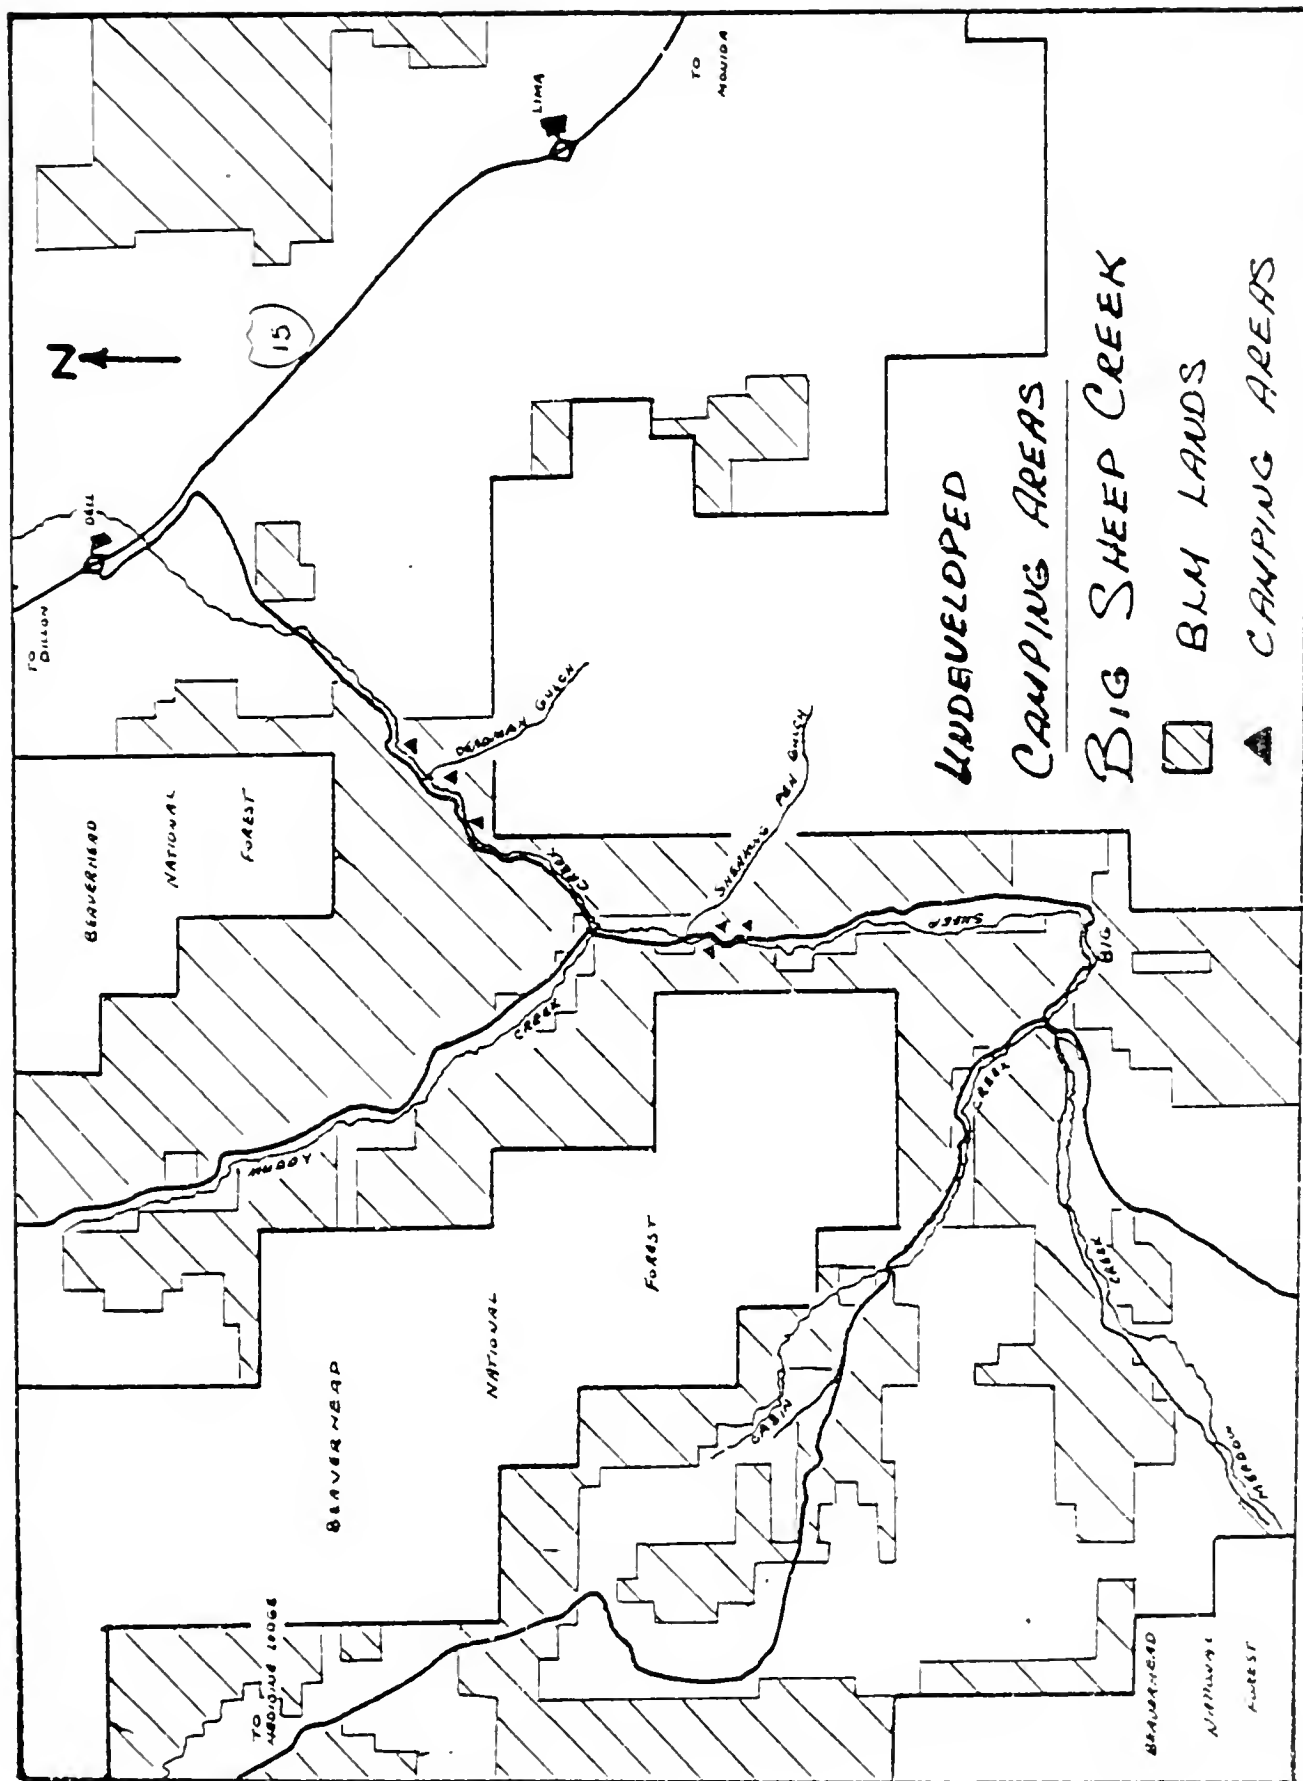 TO
DILLON
DELL
15
N
LIMA
TO
MONIDA
BEAVERHEAD
NATIONAL
FOREST
DEADMAN GULCH
CREEK
SHEARING PEN GULCH
MUDDY
CREEK
SHEEP
BIG
CREEK
BEAVERHEAD
NATIONAL
FOREST
CABIN
CREEK
MEADOW
TO
MEDICINE LODGE
BEAVERHEAD
NATIONAL
FOREST
UNDEVELOPED
CAMPING AREAS
BIG SHEEP CREEK
BLM LANDS
CAMPING AREAS